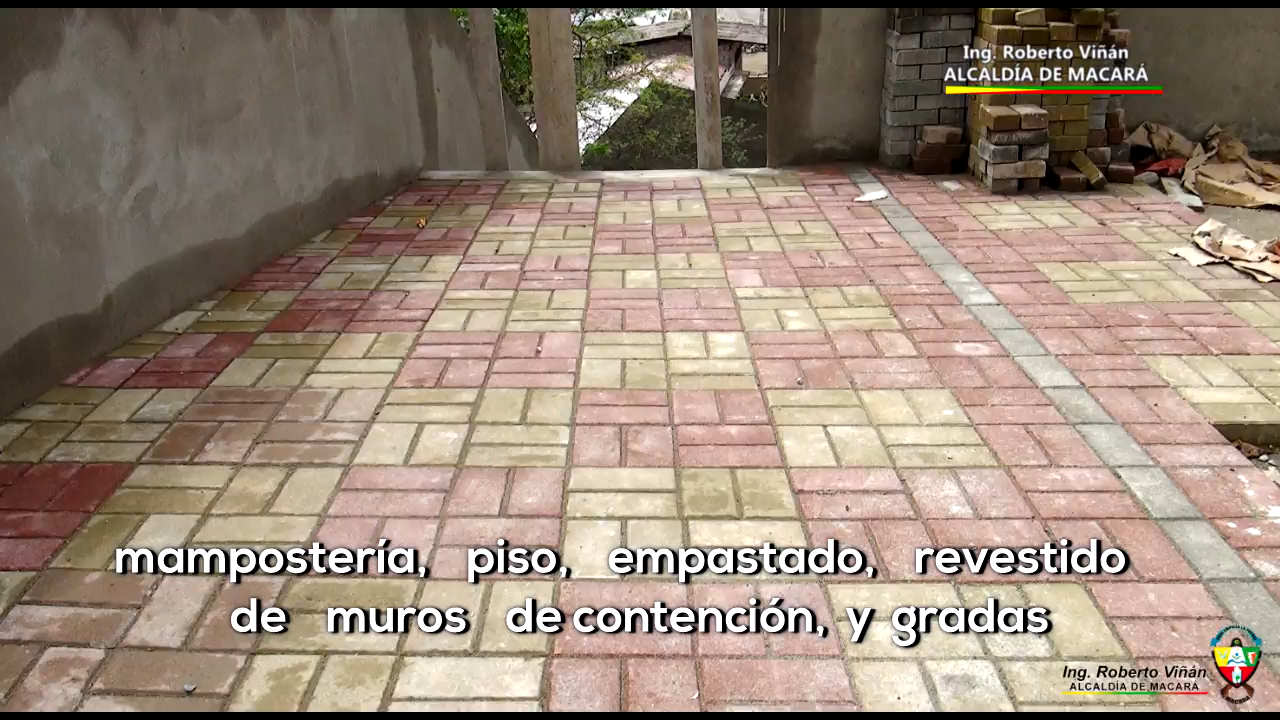 Ing. Roberto Viñán
ALCALDÍA DE MACARÁ
mampostería, piso, empastado, revestido
de muros de contención, y gradas
Ing. Roberto Viñán
ALCALDÍA DE MACARÁ